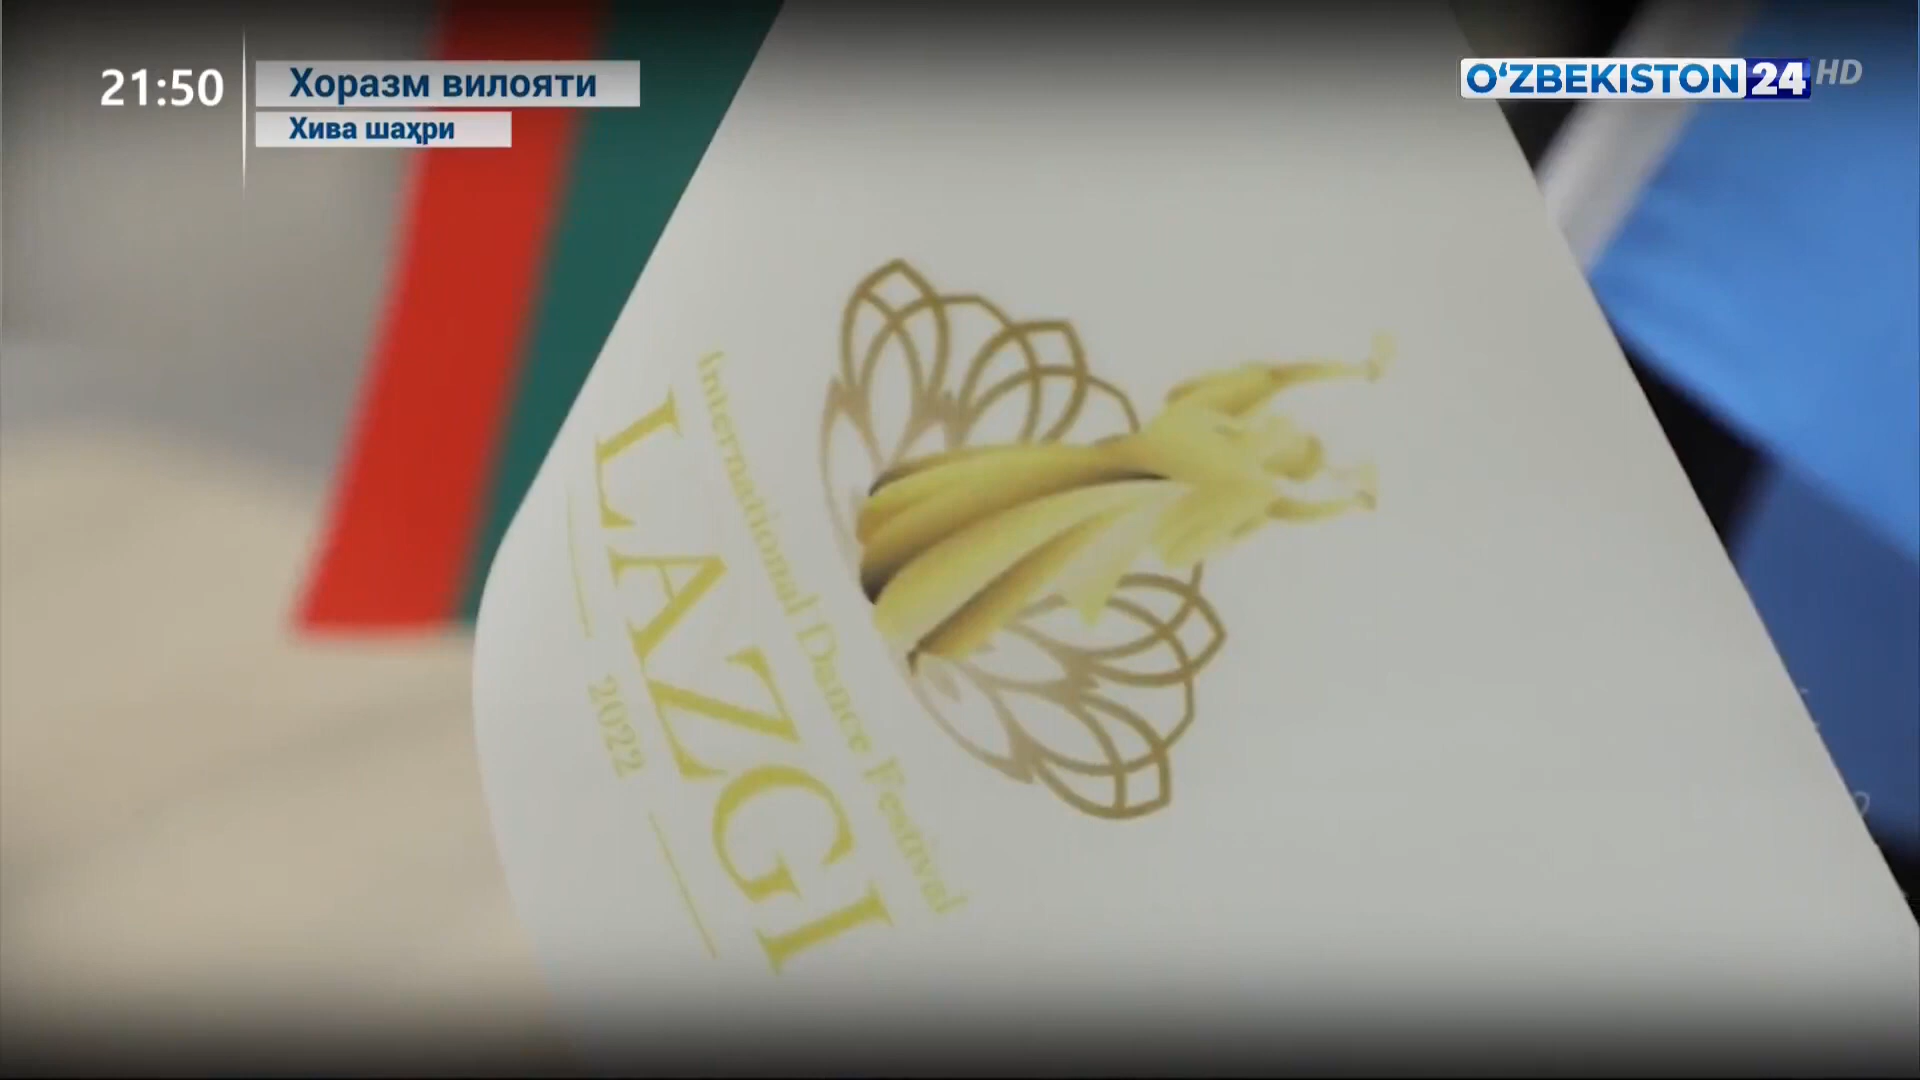 21:50
Хоразм вилояти
Хива шаҳри
O‘ZBEKISTON 24 HD
International Dance Festival
LAZGI
2022